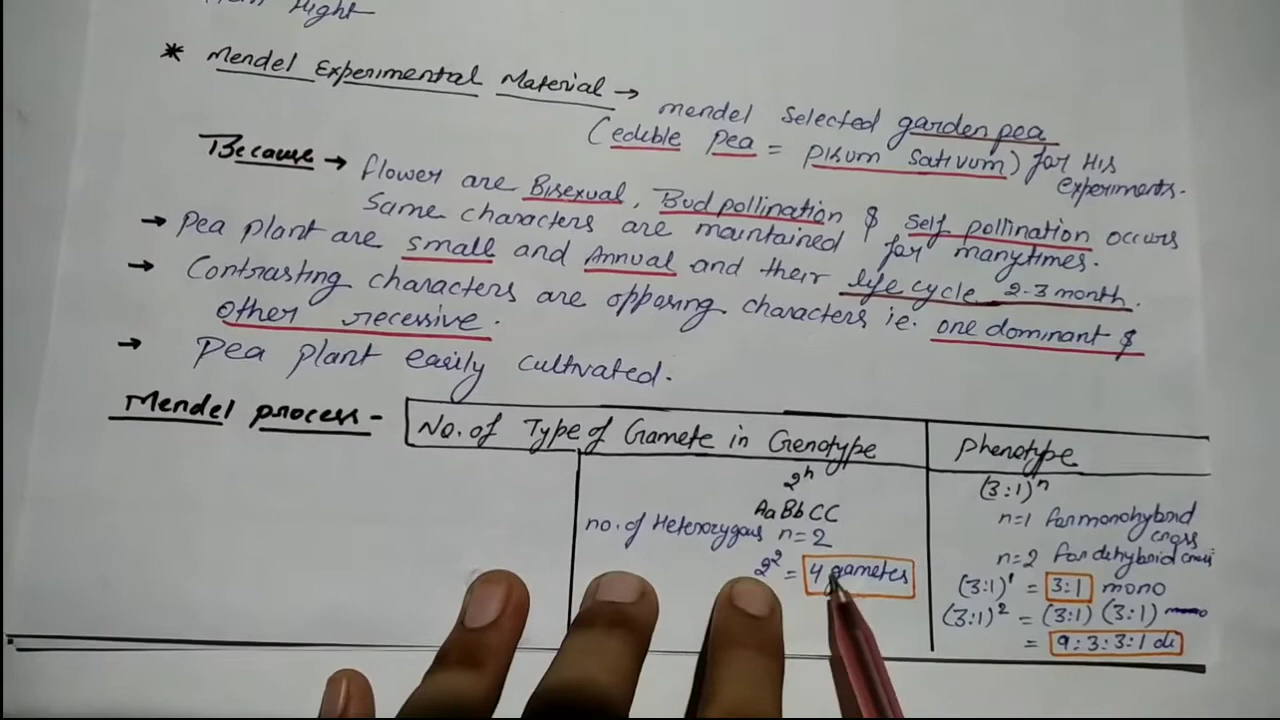 Height
* Mendel Experimental Material → mendel selected garden pea
(edible pea = pisum sativum) for His experiments.
Because → flower are Bisexual, Bud pollination & Self pollination occurs
Same characters are maintained for manytimes.
→ Pea plant are small and Annual and their life cycle 2-3 month.
→ Contrasting characters are opposing characters i.e. one dominant &
other recessive.
→ Pea plant easily cultivated.
Mendel process-
No. of Type of Gamete in Genotype
2ⁿ
AaBbCC
no. of Heterozygous n=2
2² = 4 gametes
Phenotype
(3:1)ⁿ
n=1 for monohybrid
cross
n=2 for dihybrid cross
(3:1)¹ = 3:1 mono
(3:1)² = (3:1) (3:1)
= 9:3:3:1 di